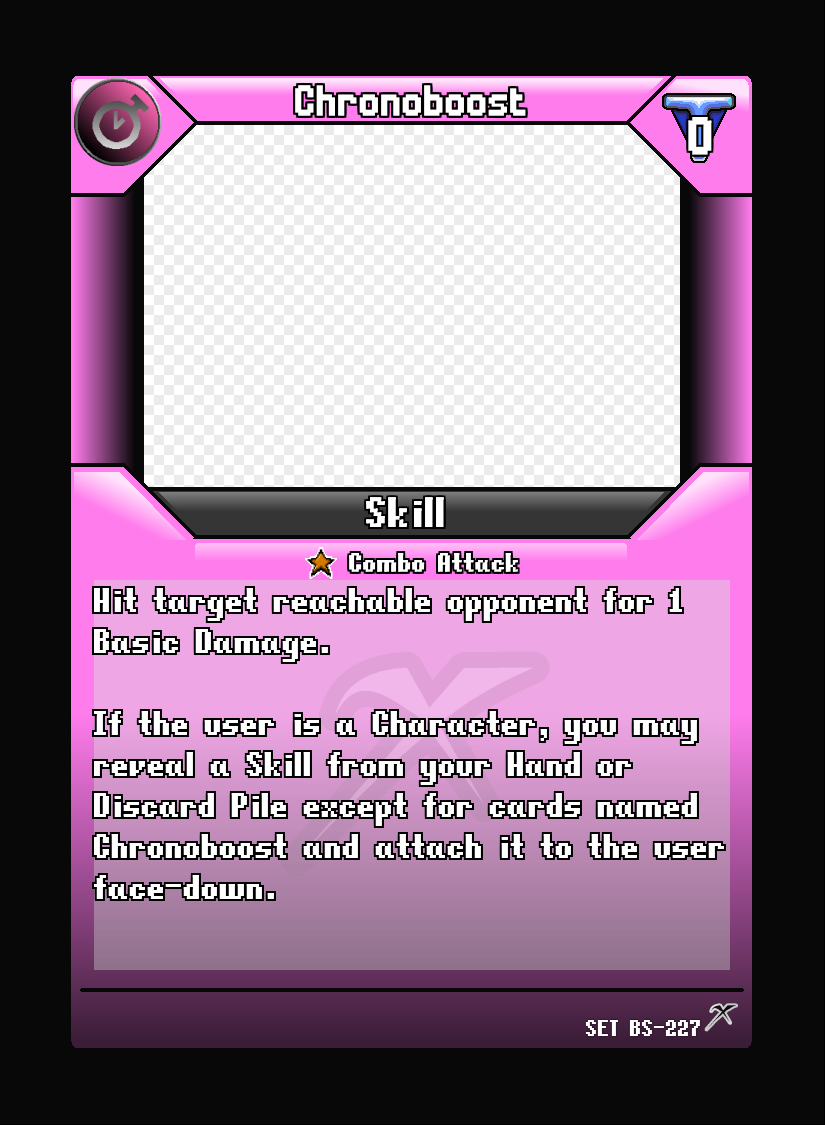 Chronoboost
0
Skill
Combo Attack
Hit target reachable opponent for 1
Basic Damage.
If the user is a Character, you may
reveal a Skill from your Hand or
Discard Pile except for cards named
Chronoboost and attach it to the user
face-down.
SET BS-227